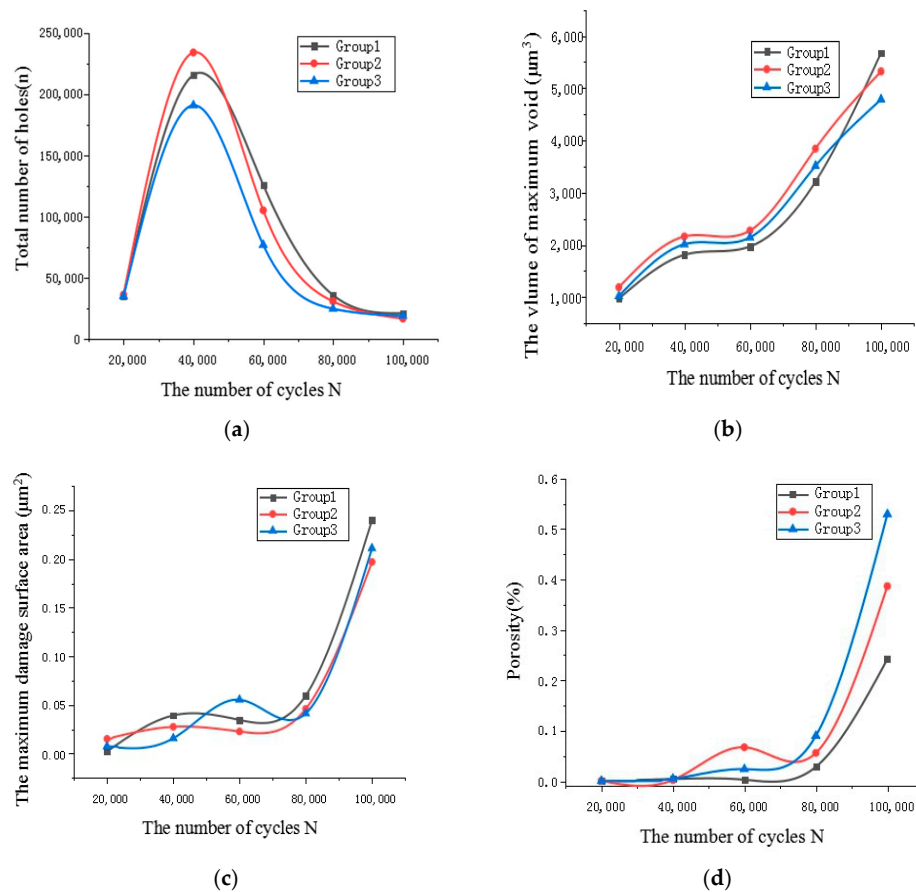 250,000
200,000
150,000
100,000
50,000
0
Total number of holes(n)
Group1
Group2
Group3
20,000 40,000 60,000 80,000 100,000
The number of cycles N
(a)
6,000
5,000
4,000
3,000
2,000
1,000
The vlume of maximum void (μm³)
Group1
Group2
Group3
20,000 40,000 60,000 80,000 100,000
The number of cycles N
(b)
0.25
0.20
0.15
0.10
0.05
0.00
The maximum damage surface area (μm²)
Group1
Group2
Group3
20,000 40,000 60,000 80,000 100,000
The number of cycles N
(c)
0.6
0.5
0.4
0.3
0.2
0.1
0.0
Porosity(%)
Group1
Group2
Group3
20,000 40,000 60,000 80,000 100,000
The number of cycles N
(d)